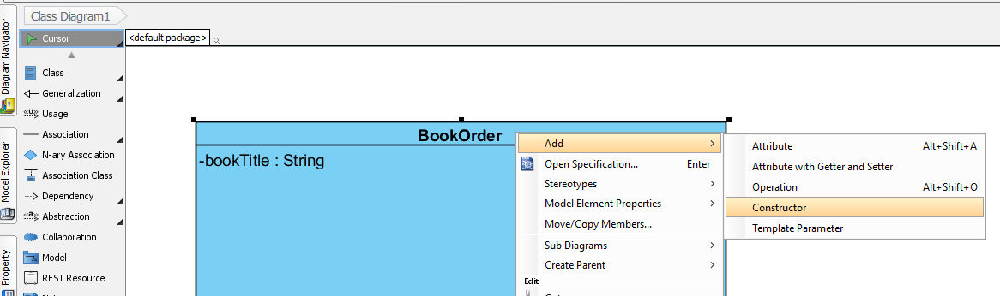 Class Diagram1
Diagram Navigator
Model Explorer
Property
Cursor
Class
Generalization
Usage
Association
N-ary Association
Association Class
Dependency
Abstraction
Collaboration
Model
REST Resource
<default package>
BookOrder
-bookTitle : String
Add
Open Specification... Enter
Stereotypes
Model Element Properties
Move/Copy Members...
Sub Diagrams
Create Parent
Edit
Attribute Alt+Shift+A
Attribute with Getter and Setter
Operation Alt+Shift+O
Constructor
Template Parameter